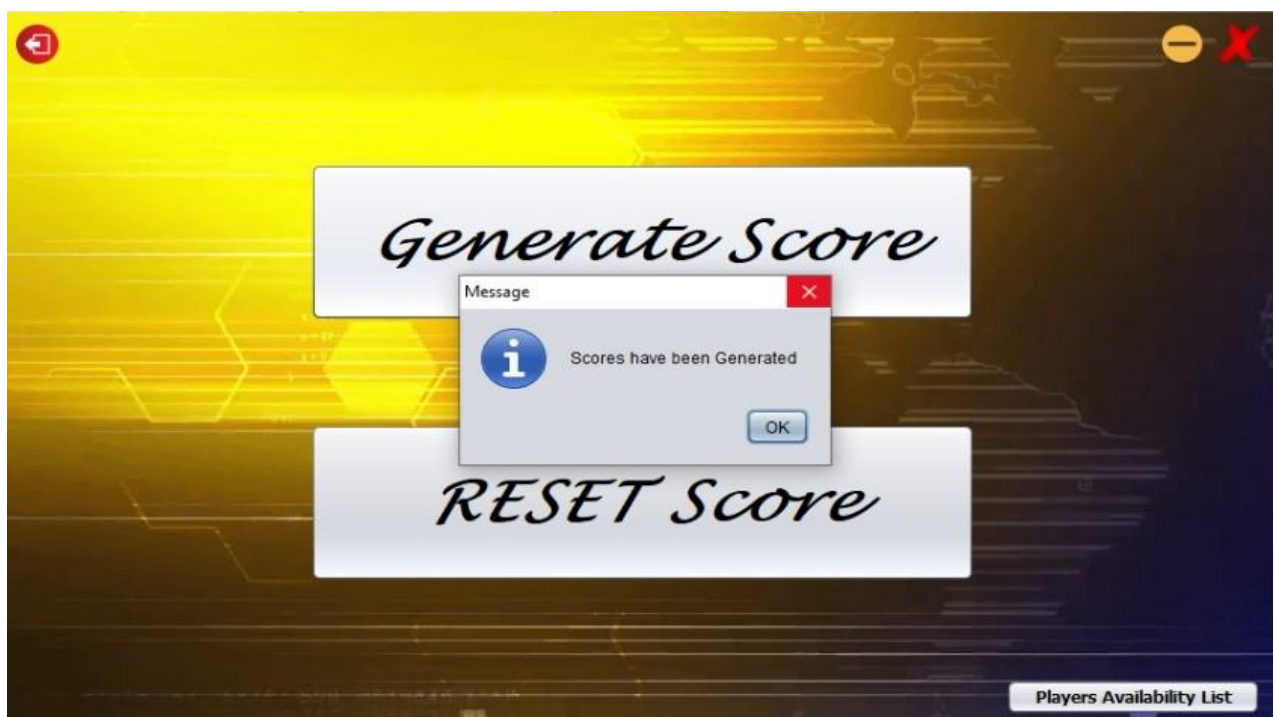 Generate Score
Message
Scores have been Generated
OK
RESET Score
Players Availability List